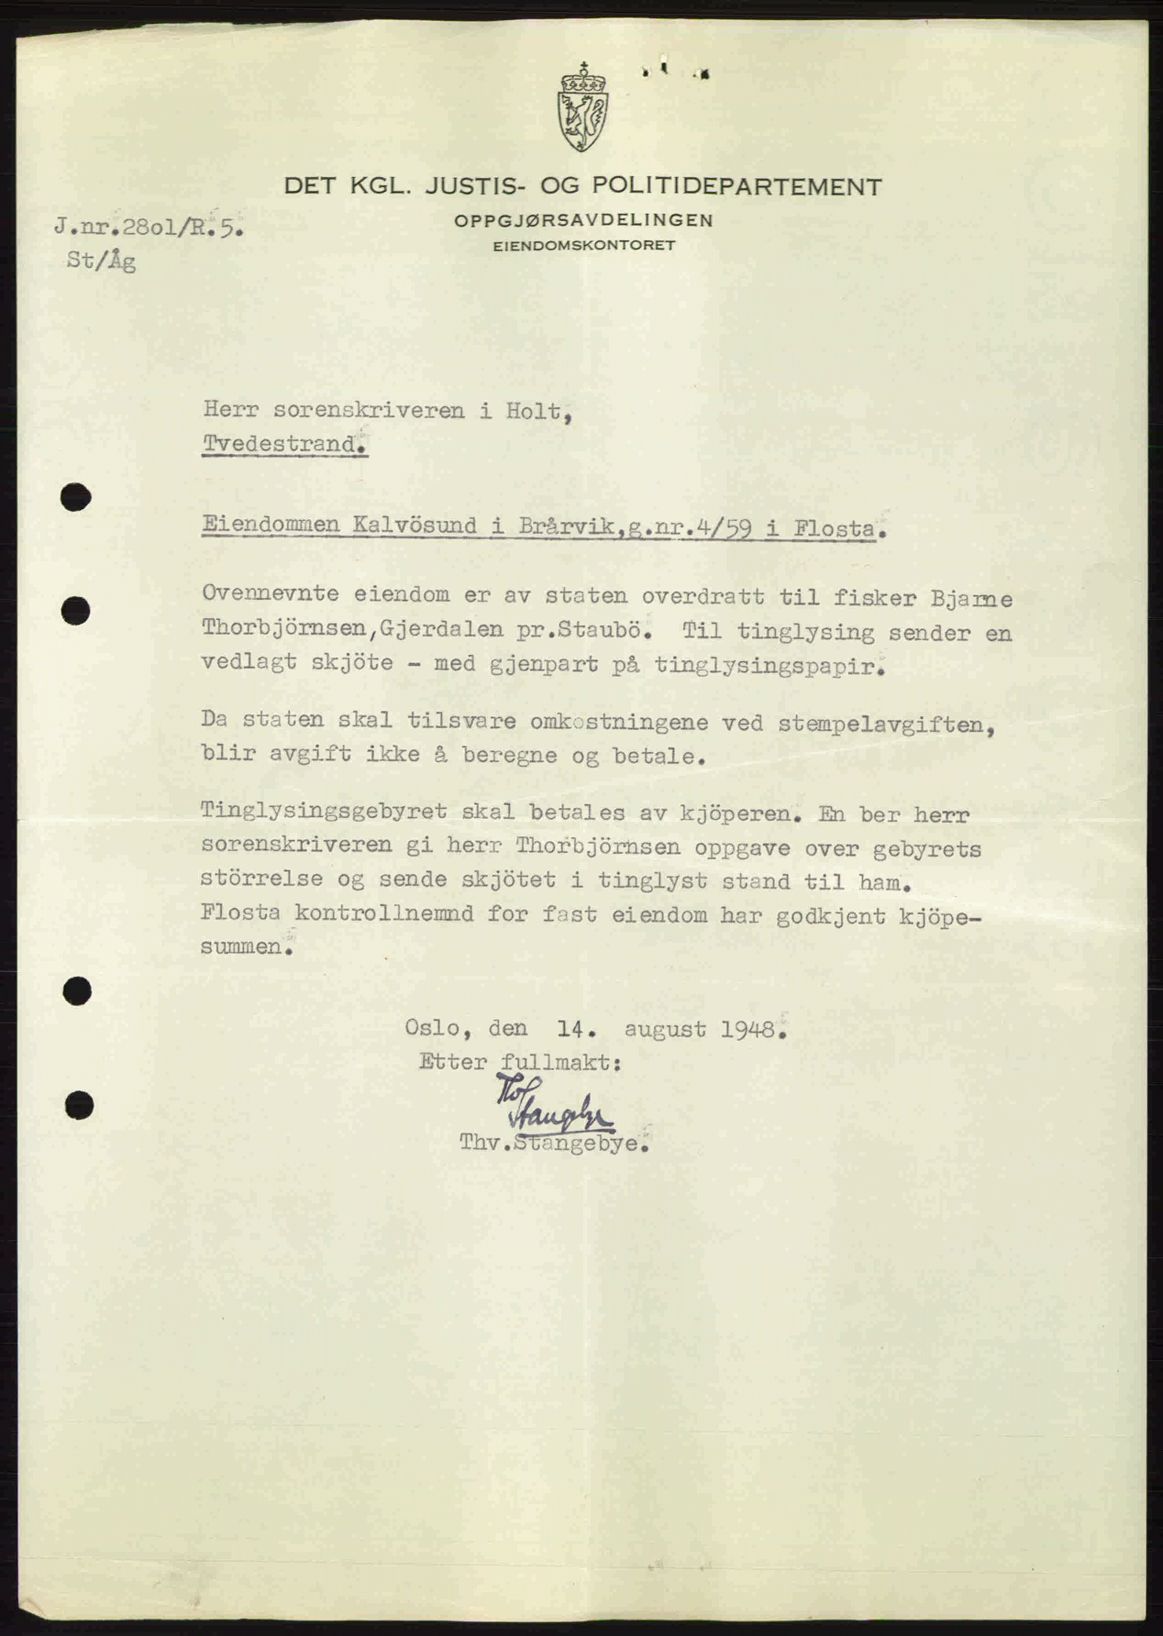 DET KGL. JUSTIS- OG POLITIDEPARTEMENT
OPPGJØRSAVDELINGEN
EIENDOMSKONTORET
J.nr.28o1/R.5.
St/Åg
Herr sorenskriveren i Holt,
Tvedestrand.
Eiendommen Kalvösund i Brårvik,g.nr.4/59 i Flosta.
Ovennevnte eiendom er av staten overdratt til fisker Bjarne
Thorbjörnsen,Gjerdalen pr.Staubö. Til tinglysing sender en
vedlagt skjöte - med gjenpart på tinglysingspapir.
Da staten skal tilsvare omkostningene ved stempelavgiften,
blir avgift ikke å beregne og betale.
Tinglysingsgebyret skal betales av kjöperen. En ber herr
sorenskriveren gi herr Thorbjörnsen oppgave over gebyrets
störrelse og sende skjötet i tinglyst stand til ham.
Flosta kontrollnemnd for fast eiendom har godkjent kjöpe-
summen.
Oslo, den 14. august 1948.
Etter fullmakt:
Stangebye
Thv.Stangebye.